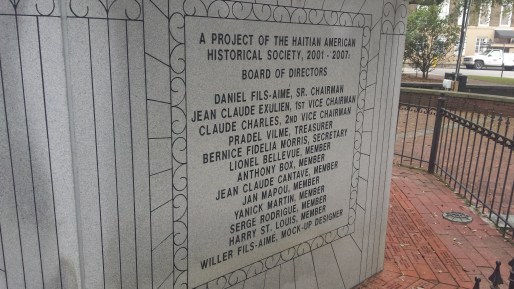 A PROJECT OF THE HAITIAN AMERICAN
HISTORICAL SOCIETY, 2001 - 2007:
BOARD OF DIRECTORS
DANIEL FILS-AIME, SR. CHAIRMAN
JEAN CLAUDE EXULIEN, 1ST VICE CHAIRMAN
CLAUDE CHARLES, 2ND VICE CHAIRMAN
PRADEL VILME, TREASURER
BERNICE FIDELIA MORRIS, SECRETARY
LIONEL BELLEVUE, MEMBER
ANTHONY BOX, MEMBER
JEAN CLAUDE CANTAVE, MEMBER
JAN MAPOU, MEMBER
YANICK MARTIN, MEMBER
SERGE RODRIGUE, MEMBER
HARRY ST. LOUIS, MEMBER
WILLER FILS-AIME, MOCK-UP DESIGNER